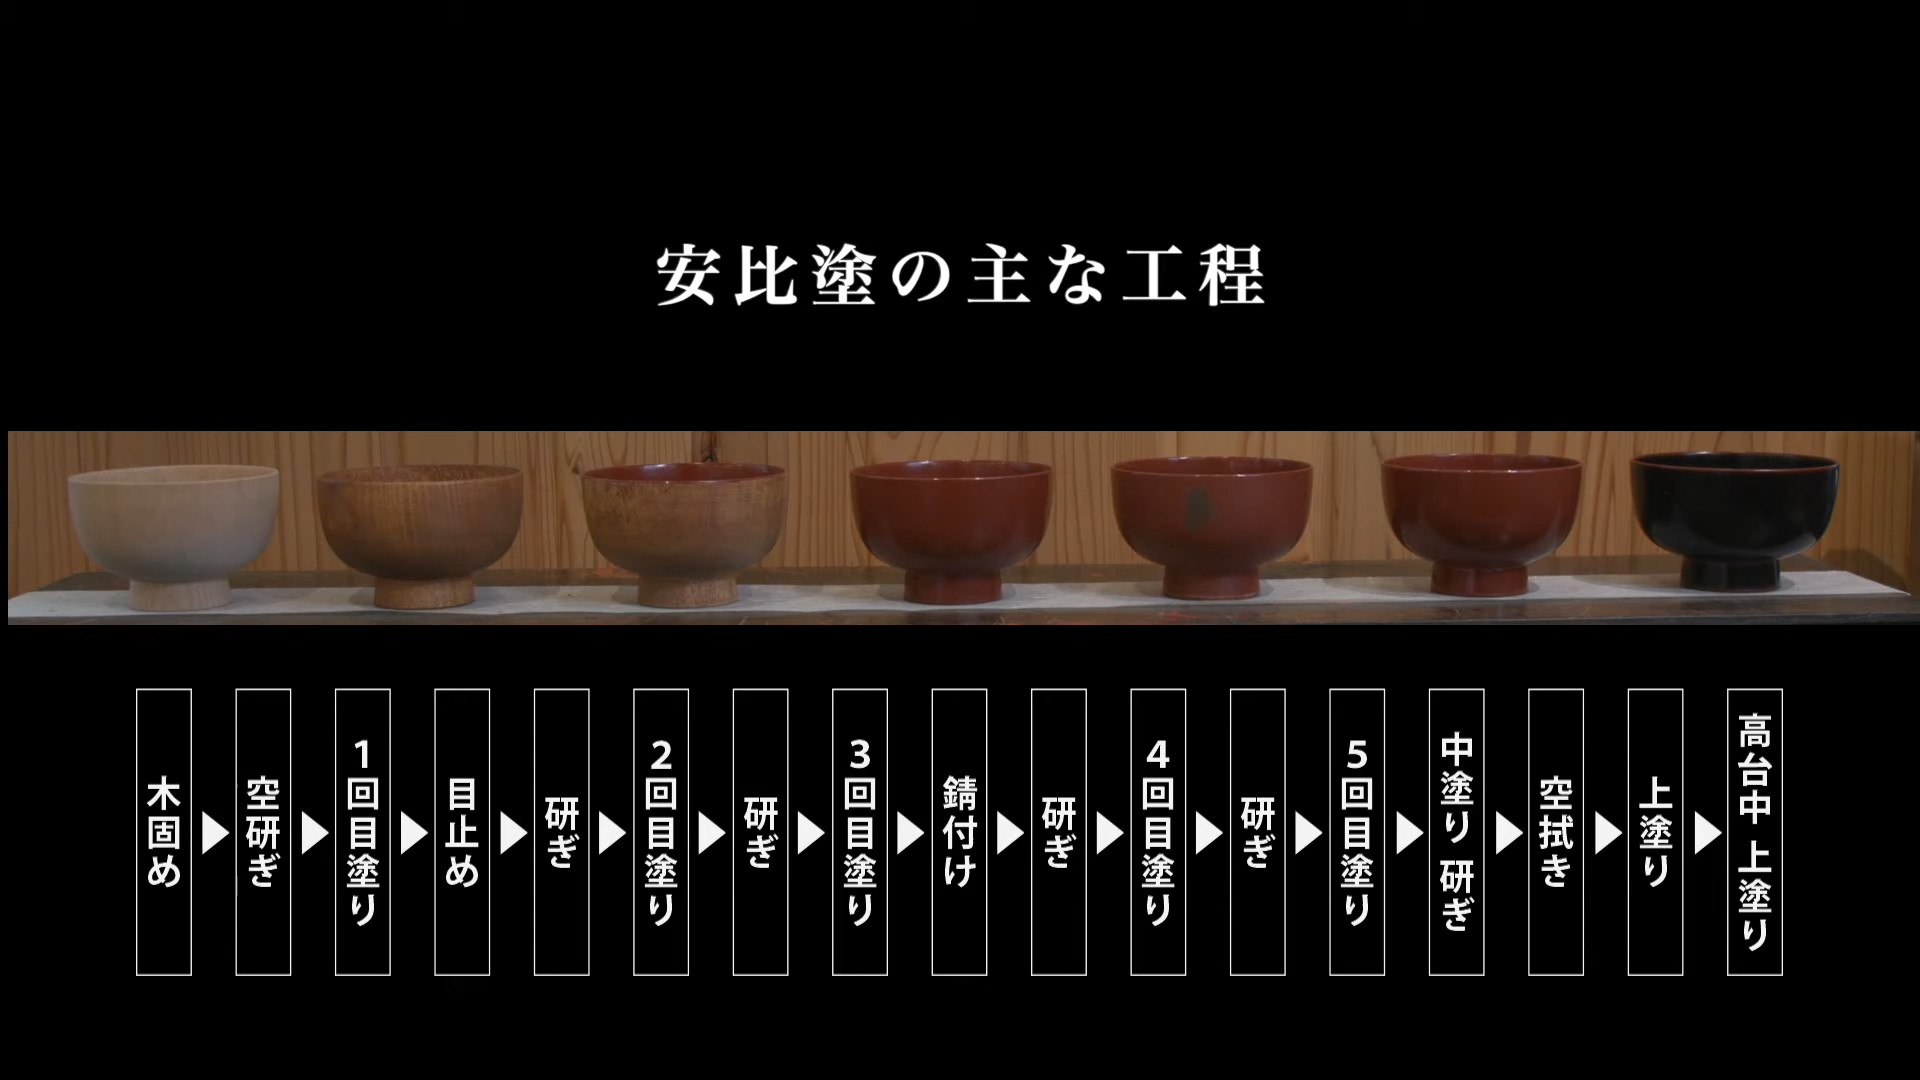 安比塗の主な工程
木固め
空研ぎ
1回目塗り
目止め
研ぎ
2回目塗り
研ぎ
3回目塗り
錆付け
研ぎ
4回目塗り
研ぎ
5回目塗り
中塗り 研ぎ
空拭き
上塗り
高台中 上塗り